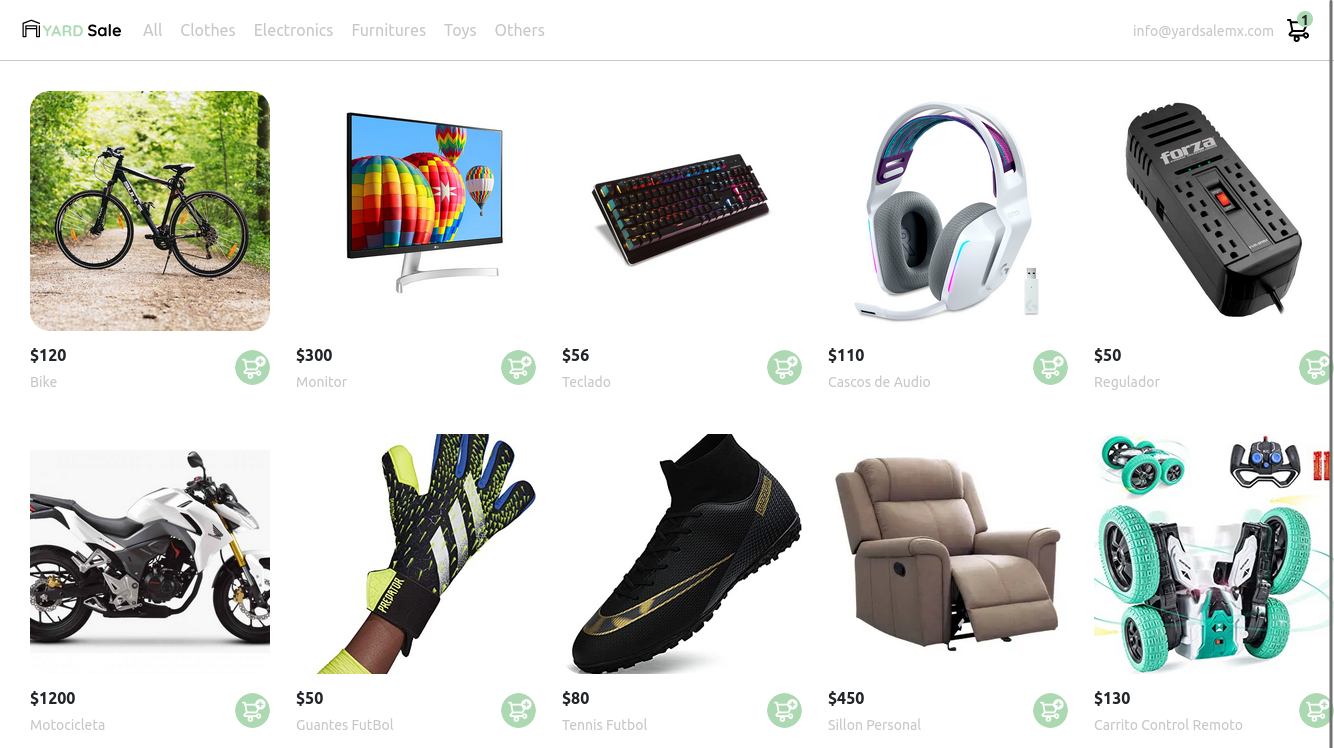 YARD Sale
All
Clothes
Electronics
Furnitures
Toys
Others
info@yardsalemx.com
1
forza
$120
Bike
$300
Monitor
$56
Teclado
$110
Cascos de Audio
$50
Regulador
PREDATOR
$1200
Motocicleta
$50
Guantes FutBol
$80
Tennis Futbol
$450
Sillon Personal
$130
Carrito Control Remoto